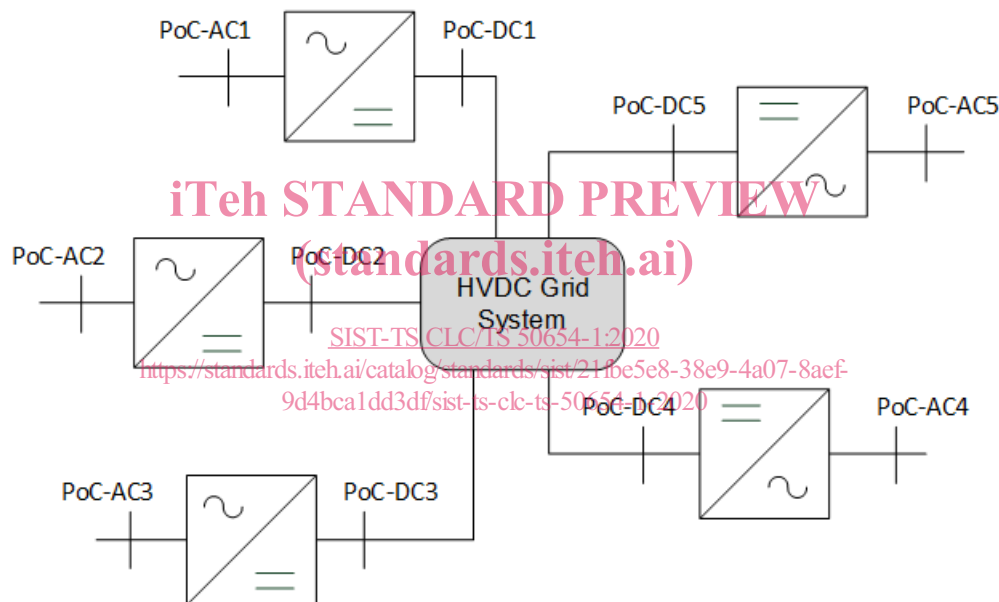 PoC-AC1
PoC-DC1
PoC-DC5
PoC-AC5
iTeh STANDARD PREVIEW
(standards.iteh.ai)
PoC-AC2
PoC-DC2
HVDC Grid
System
SIST-TS CLC/TS 50654-1:2020
https://standards.iteh.ai/catalog/standards/sist/21fbe5e8-38e9-4a07-8aef-
9d4bca1dd3df/sist-ts-clc-ts-50654-1-2020
PoC-DC4
PoC-AC4
PoC-AC3
PoC-DC3